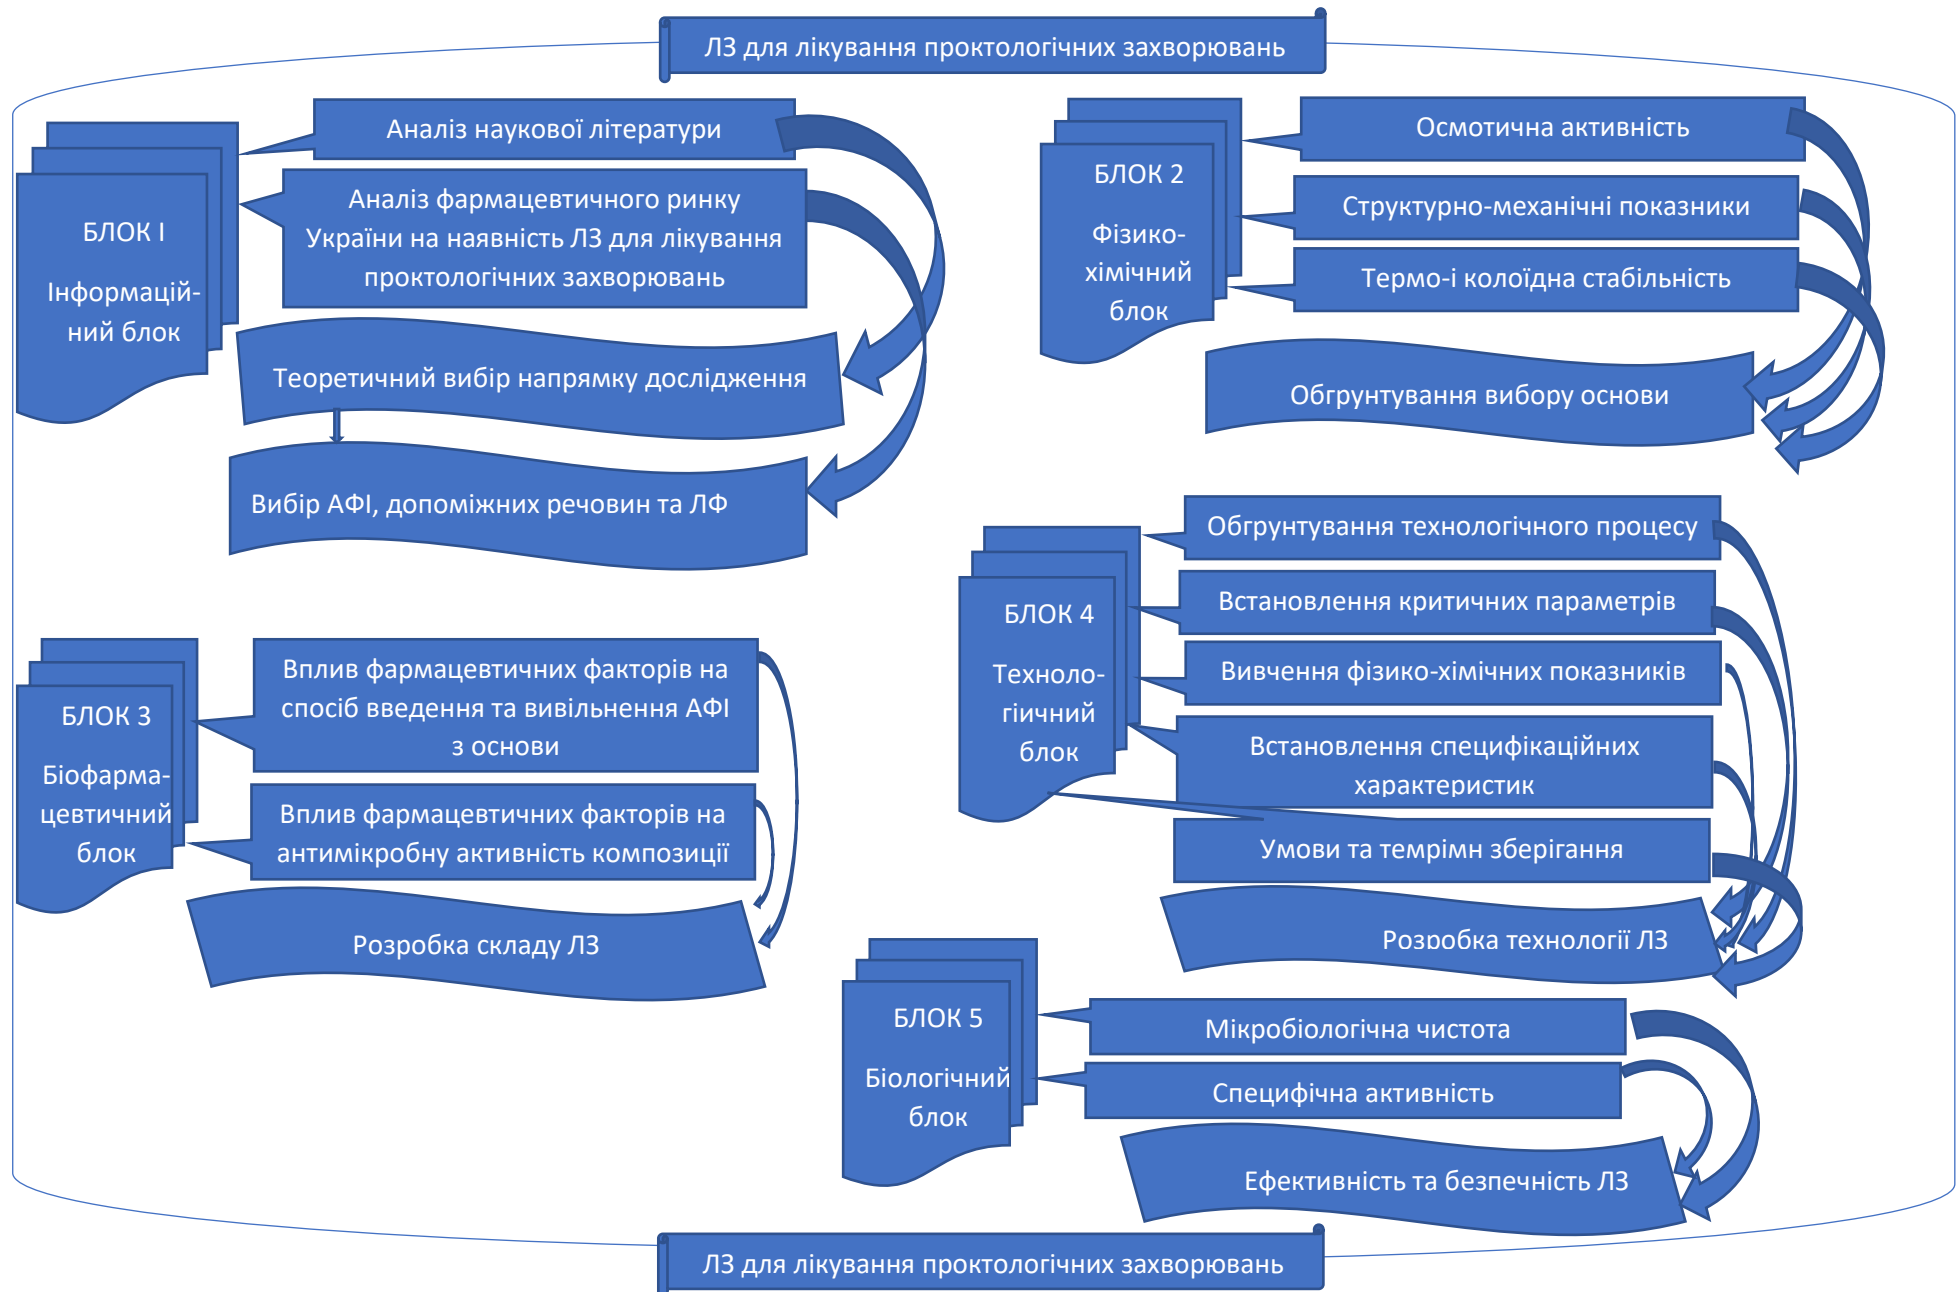 ЛЗ для лікування проктологічних захворювань
БЛОК І
Інформацій-
ний блок
Аналіз наукової літератури
Аналіз фармацевтичного ринку
України на наявність ЛЗ для лікування
проктологічних захворювань
Теоретичний вибір напрямку дослідження
Вибір АФІ, допоміжних речовин та ЛФ
БЛОК 2
Фізико-
хімічний
блок
Осмотична активність
Структурно-механічні показники
Термо-і колоїдна стабільність
Обгрунтування вибору основи
БЛОК 3
Біофарма-
цевтичний
блок
Вплив фармацевтичних факторів на
спосіб введення та вивільнення АФІ
з основи
Вплив фармацевтичних факторів на
антимікробну активність композиції
Розробка складу ЛЗ
БЛОК 4
Техноло-
гіичний
блок
Обгрунтування технологічного процесу
Встановлення критичних параметрів
Вивчення фізико-хімічних показників
Встановлення специфікаційних
характеристик
Умови та темрімн зберігання
Розробка технології ЛЗ
БЛОК 5
Біологічний
блок
Мікробіологічна чистота
Специфічна активність
Ефективність та безпечність ЛЗ
ЛЗ для лікування проктологічних захворювань